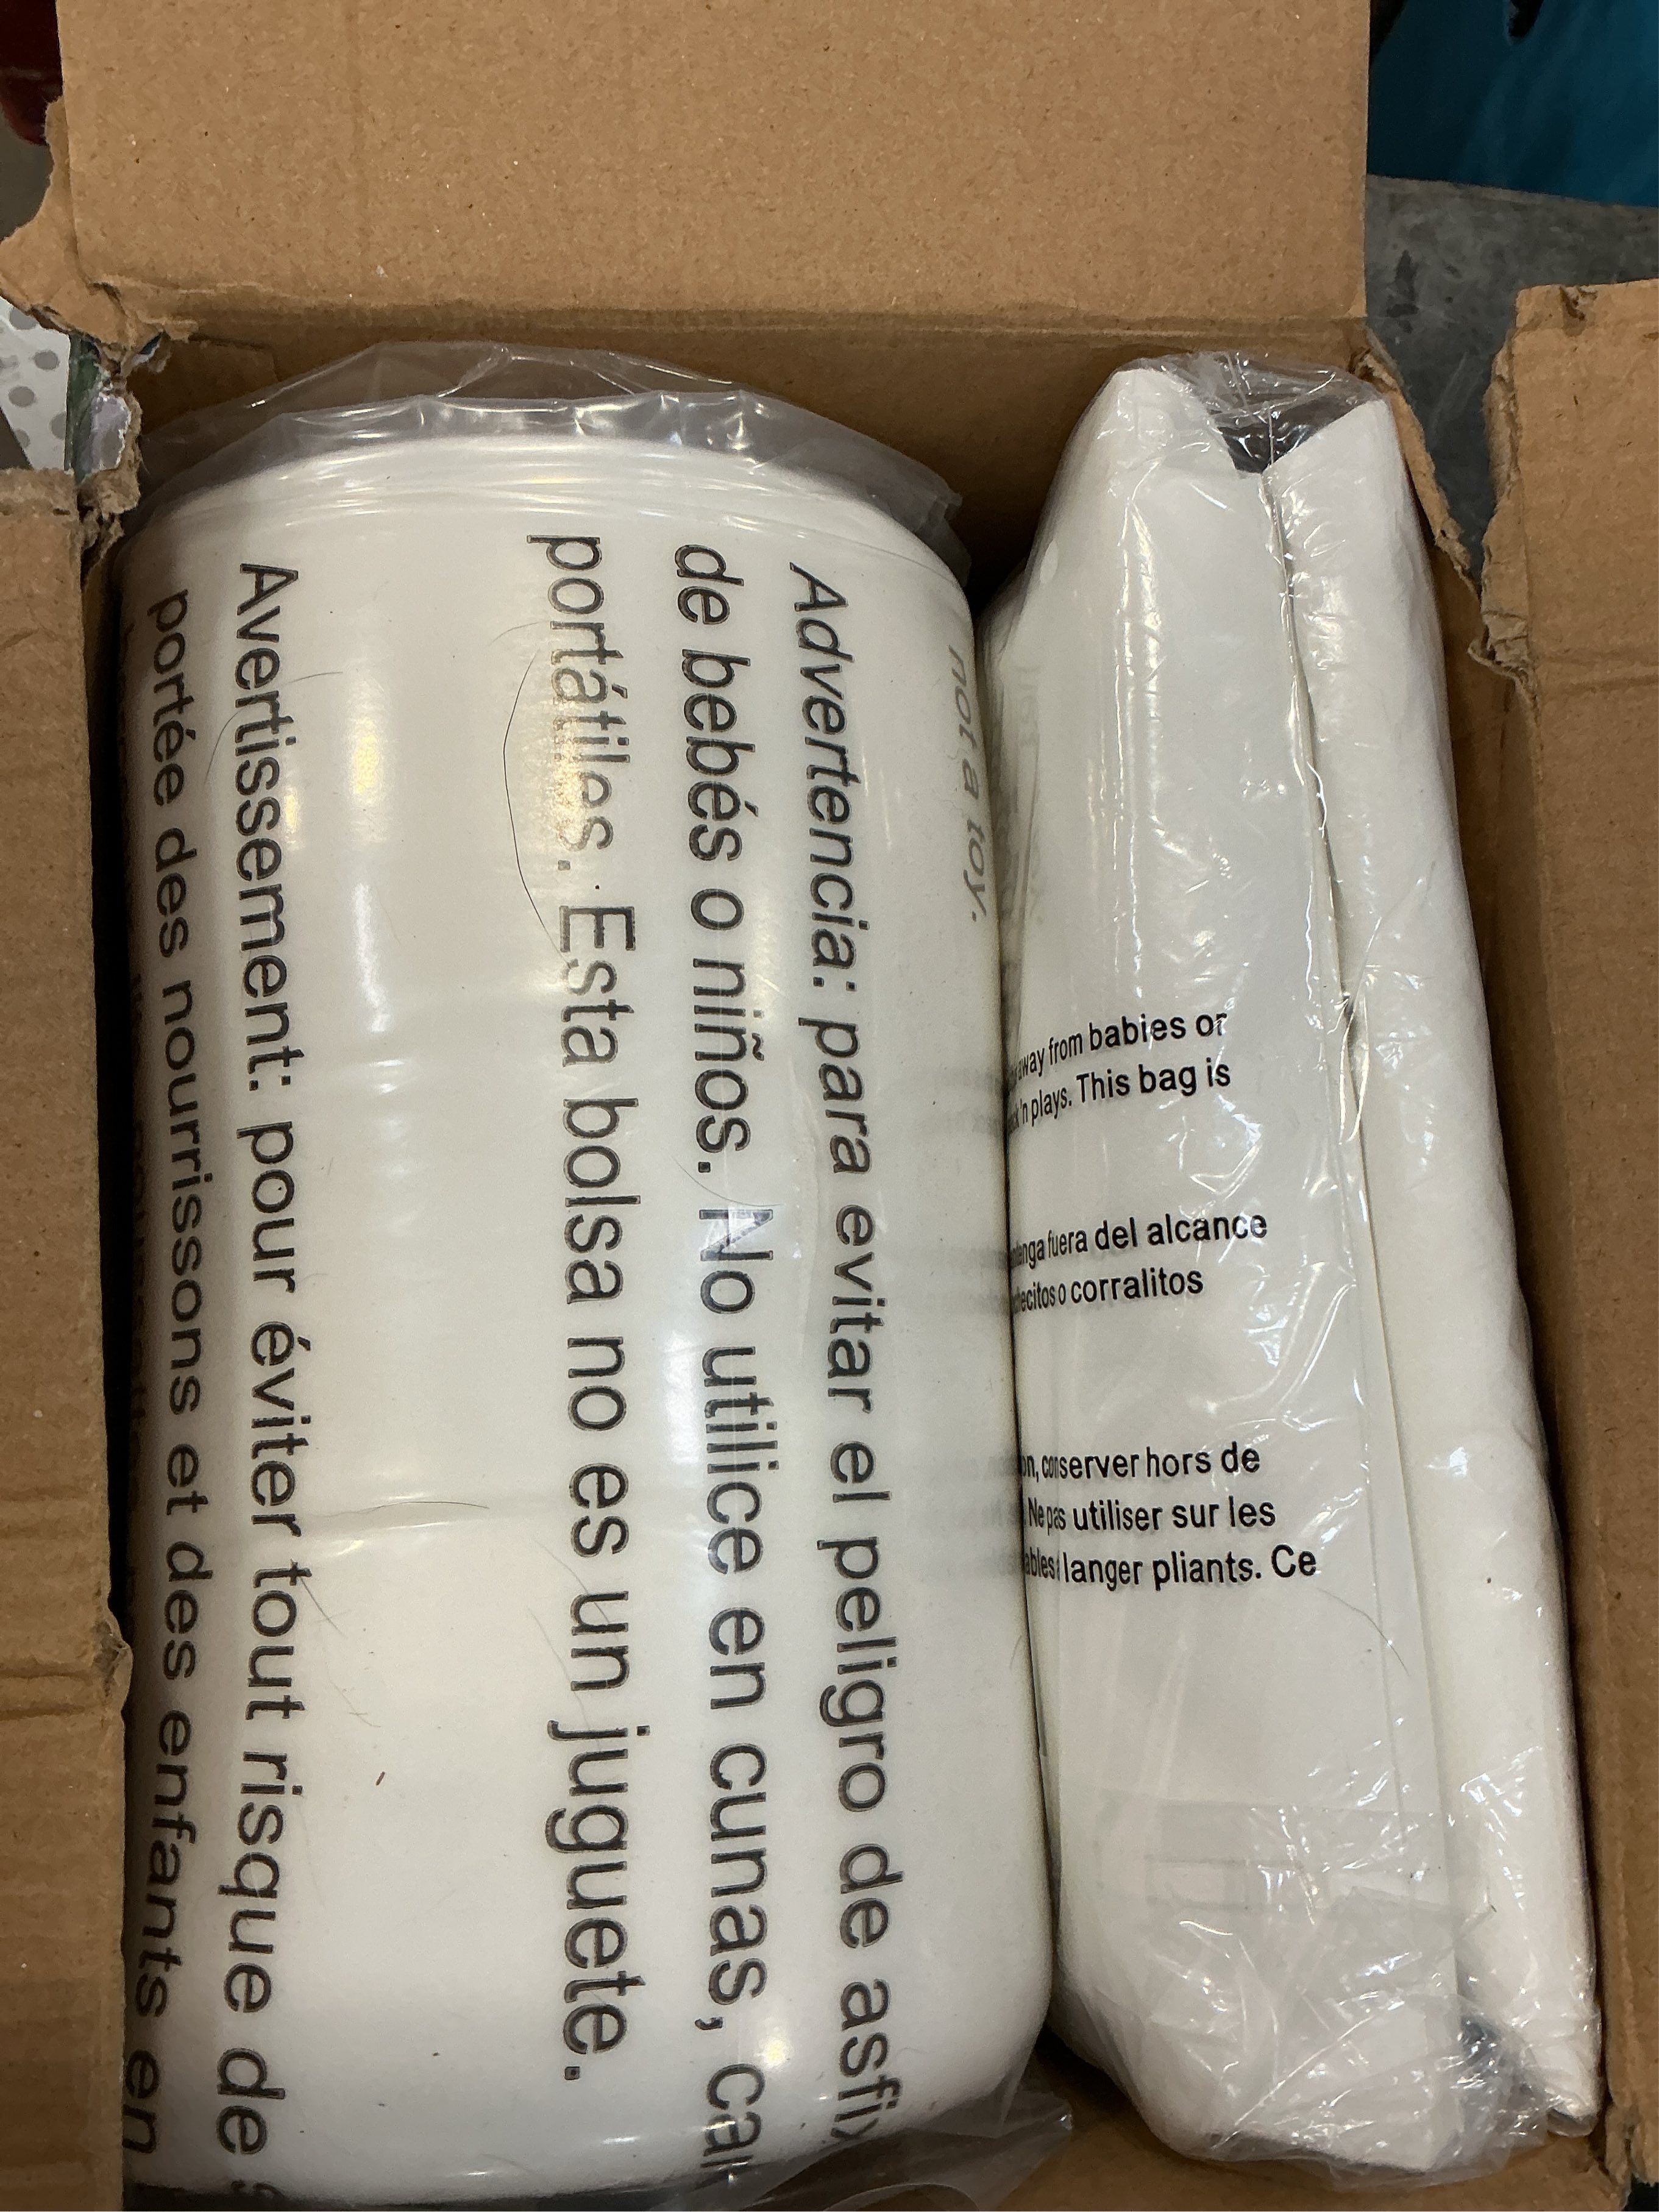 not a toy.
Advertencia: para evitar el peligro de asfix
de bebés o niños. No utilice en cunas, ca
portátiles. Esta bolsa no es un juguete.
Avertissement: pour éviter tout risque de
portée des nourrissons et des enfants en
away from babies or
'n plays. This bag is
fuera del alcance
o corralitos
conserver hors de
Ne pas utiliser sur les
langer pliants. Ce